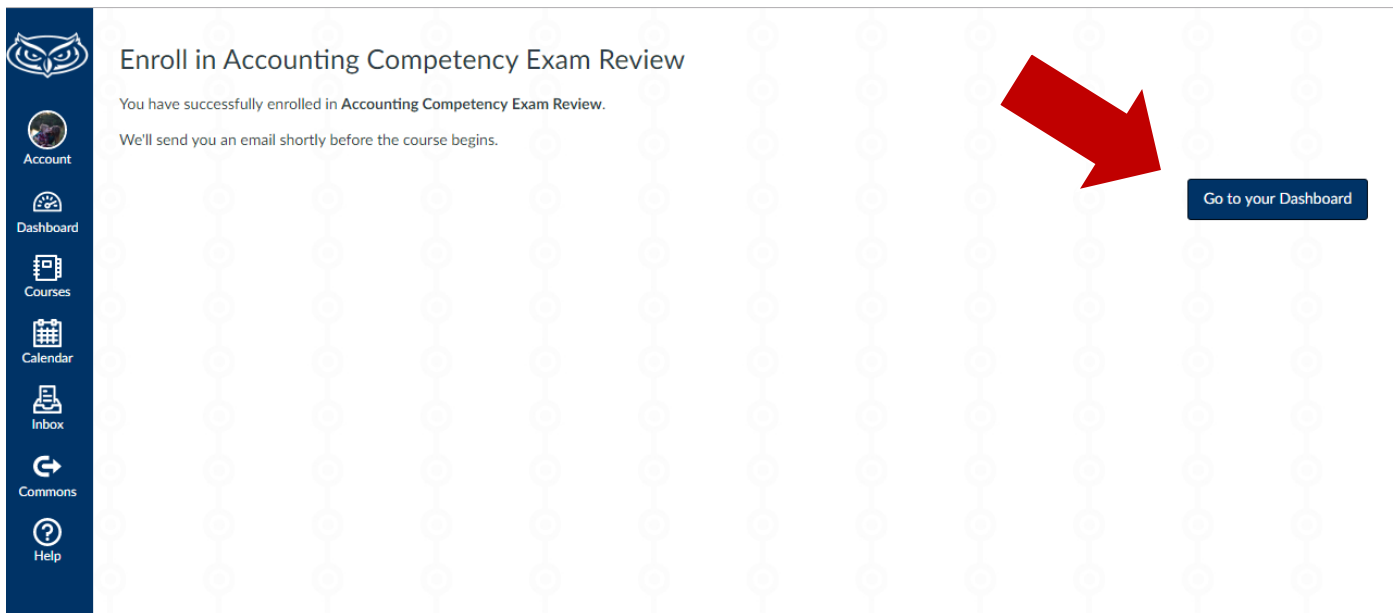 Enroll in Accounting Competency Exam Review
You have successfully enrolled in Accounting Competency Exam Review.
We'll send you an email shortly before the course begins.
Go to your Dashboard
Account
Dashboard
Courses
Calendar
Inbox
Commons
Help